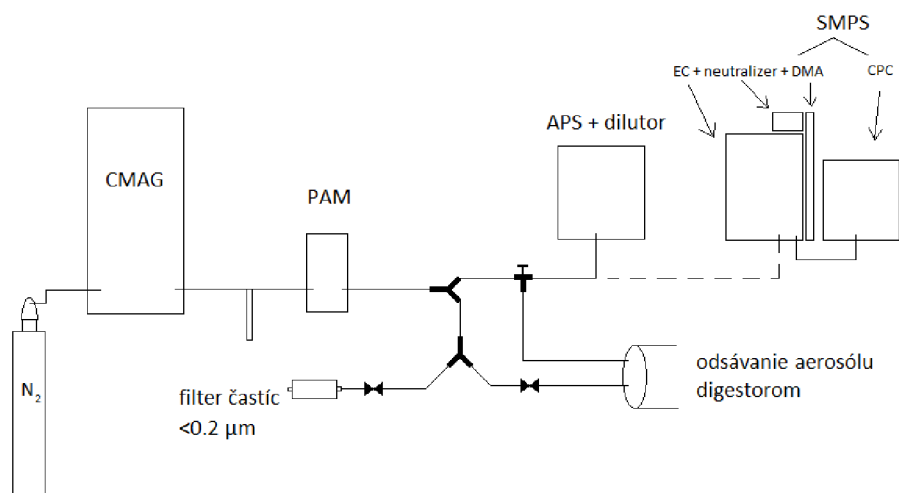 SMPS
EC + neutralizer + DMA
CPC
APS + dilutor
CMAG
PAM
N₂
filter častíc
<0.2 µm
odsávanie aerosólu
digestorom